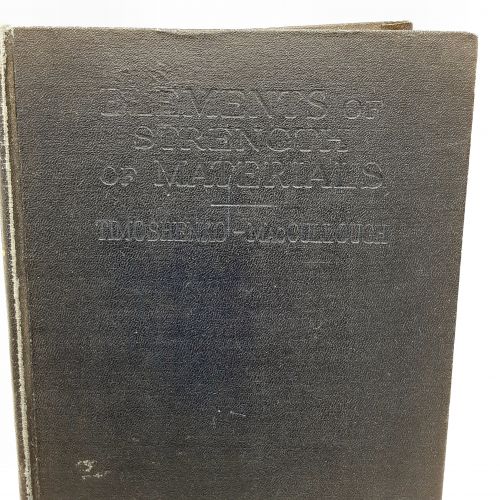 ELEMENTS OF
STRENGTH
OF MATERIALS
TIMOSHENKO-MACCULLOUGH